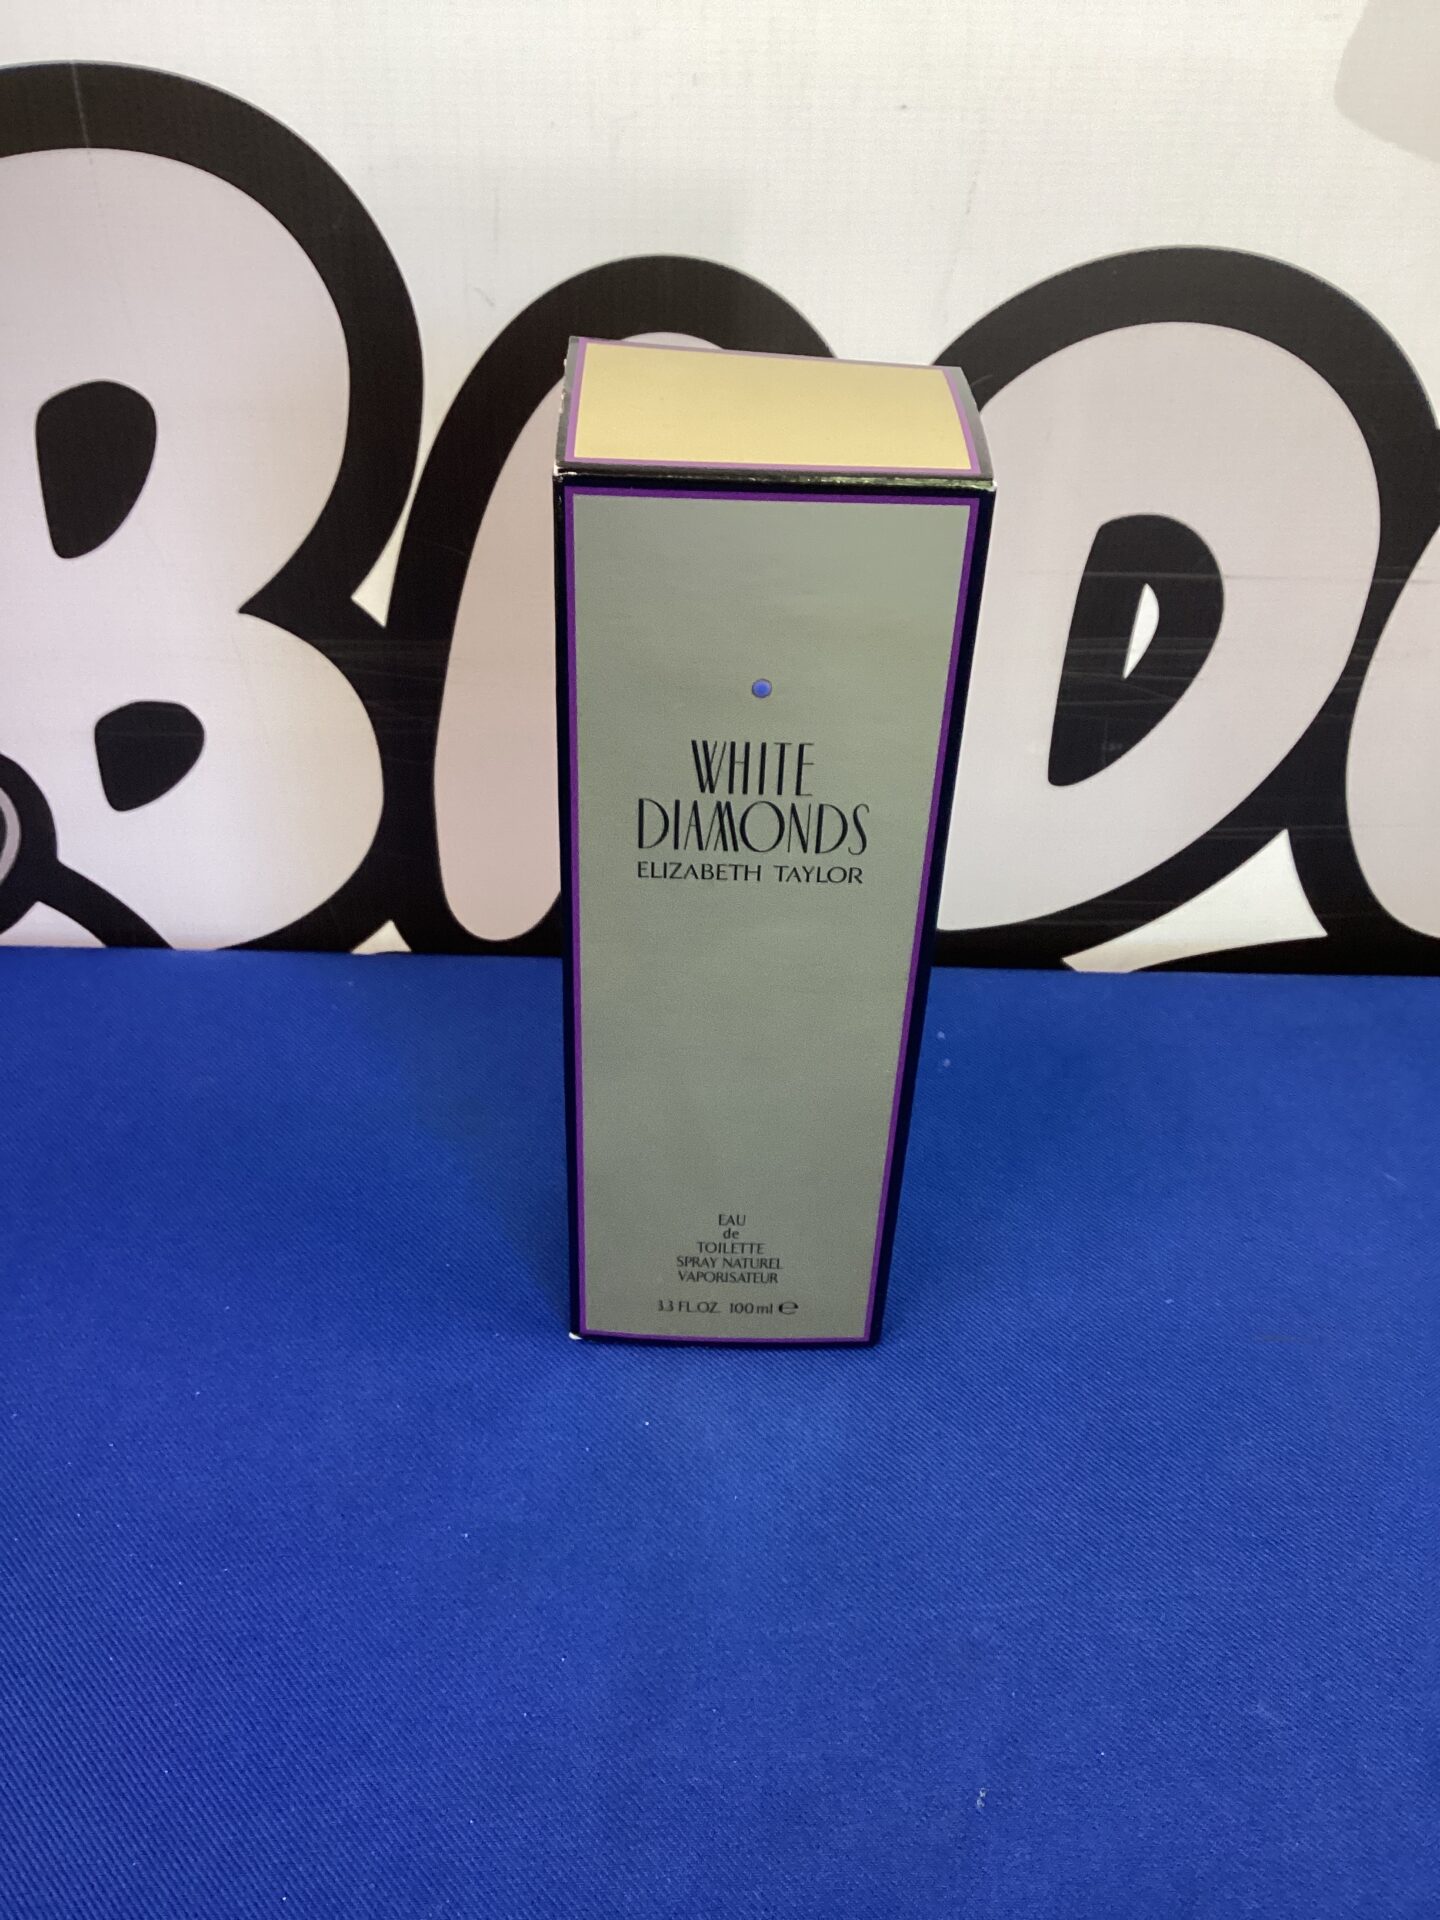 WHITE
DIAMONDS
ELIZABETH TAYLOR
EAU
de
TOILETTE
SPRAY NATUREL
VAPORISATEUR
3.3 FL.OZ. 100 ml ℮